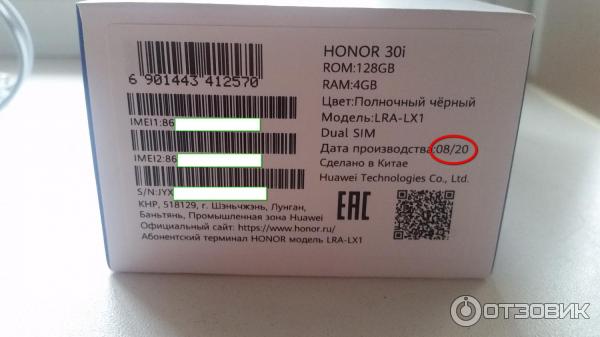 HONOR 30i
ROM:128GB
RAM:4GB
Цвет:Полночный чёрный
Модель:LRA-LX1
Dual SIM
Дата производства:08/20
Сделано в Китае
Huawei Technologies Co., Ltd.
6 901443 412570
IMEI1:86
IMEI2:86
S/N:JYX
КНР, 518129, г. Шэньчжэнь, Лунган,
Баньтянь, Промышленная зона Huawei
Официальный сайт: https://www.honor.ru/
Абонентский терминал HONOR модель LRA-LX1
EAC
ОТЗОВИК